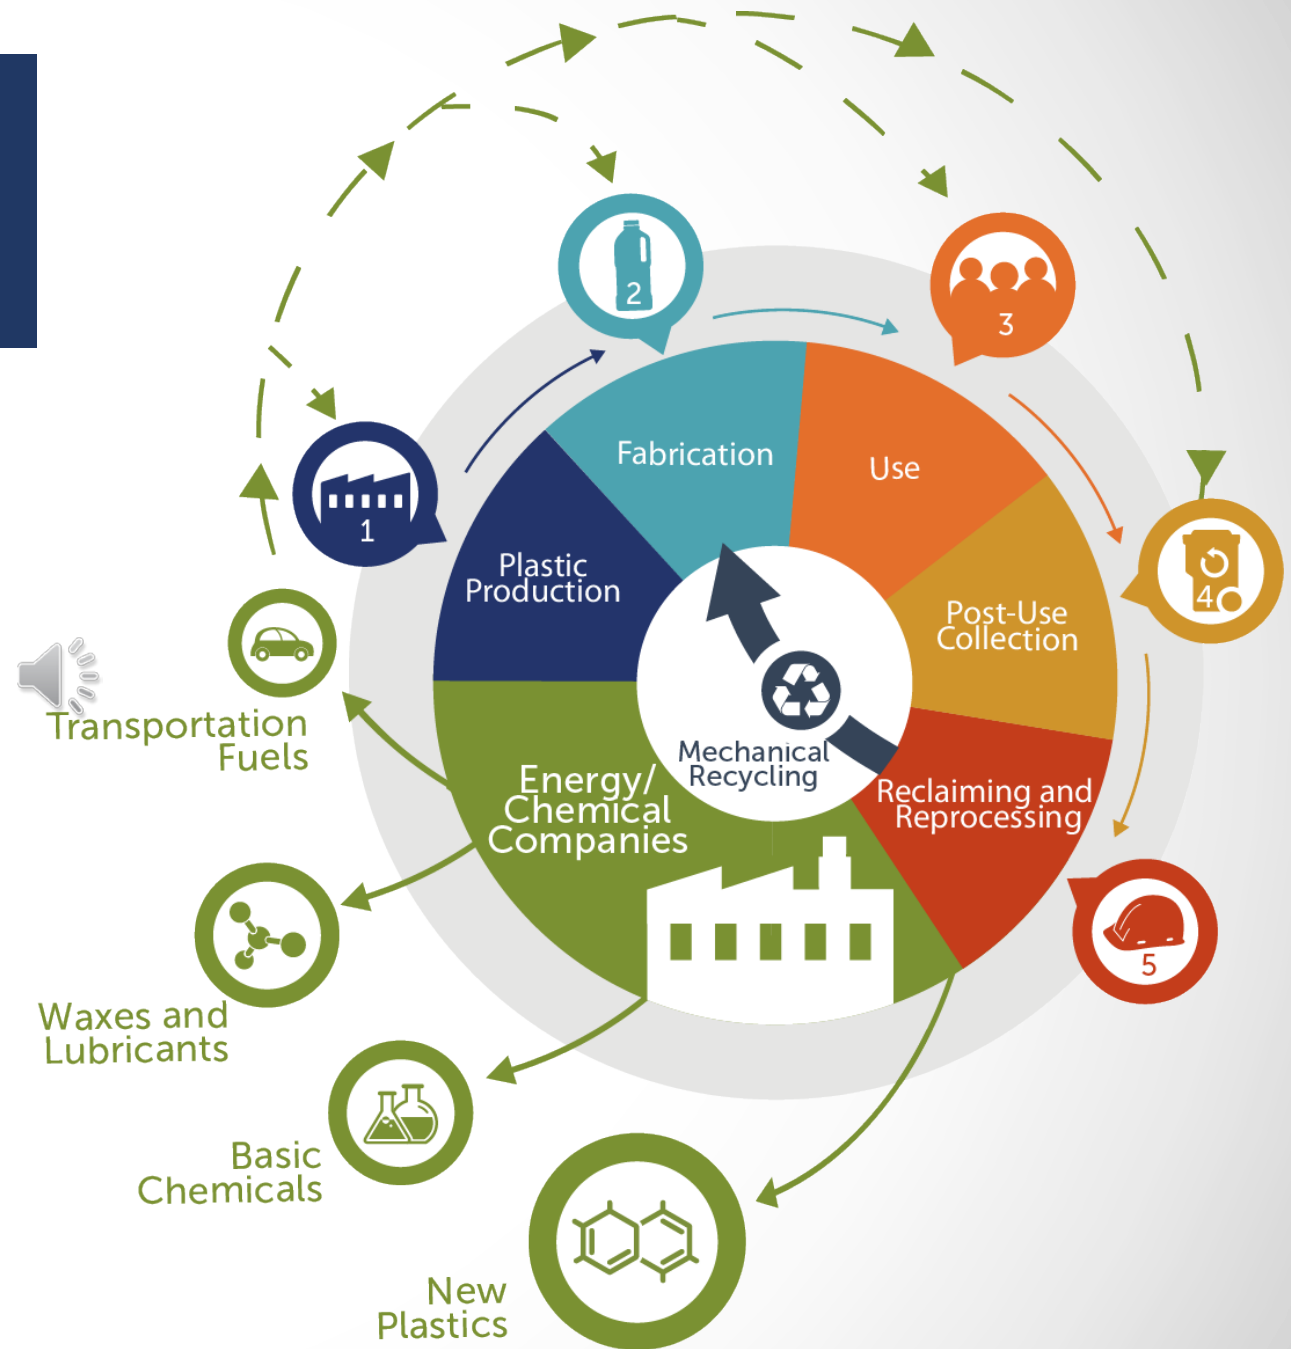 2
3
Fabrication
Use
1
Plastic
Production
4
Post-Use
Collection
Transportation
Fuels
Mechanical
Recycling
Energy/
Chemical
Companies
Reclaiming and
Reprocessing
5
Waxes and
Lubricants
Basic
Chemicals
New
Plastics